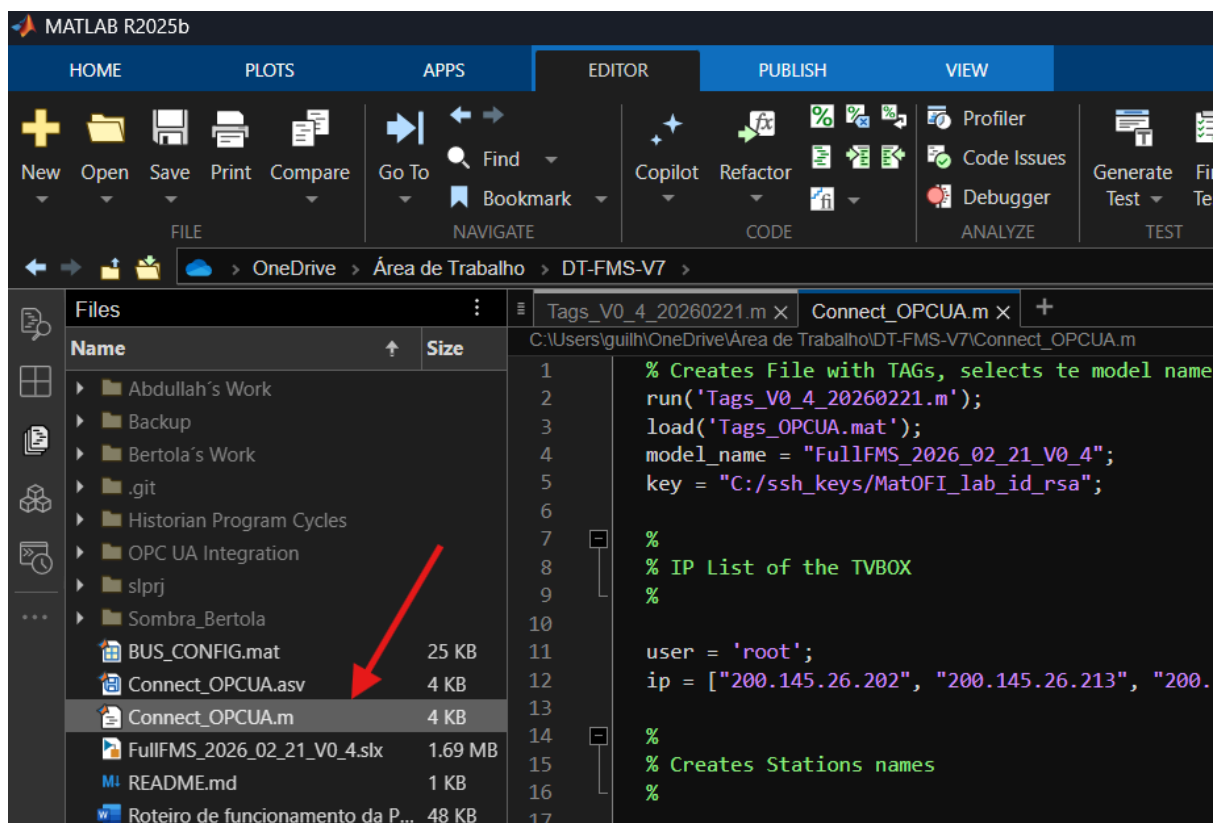 MATLAB R2025b
HOME PLOTS APPS EDITOR PUBLISH VIEW
New Open Save Print Compare
FILE
Go To Find Bookmark
NAVIGATE
Copilot Refactor
CODE
Profiler
Code Issues
Debugger
ANALYZE
Generate Test
TEST
OneDrive > Área de Trabalho > DT-FMS-V7 >
Files
Name Size
Abdullah´s Work
Backup
Bertola´s Work
.git
Historian Program Cycles
OPC UA Integration
slprj
Sombra_Bertola
BUS_CONFIG.mat 25 KB
Connect_OPCUA.asv 4 KB
Connect_OPCUA.m 4 KB
FullFMS_2026_02_21_V0_4.slx 1.69 MB
README.md 1 KB
Roteiro de funcionamento da P... 48 KB
Tags_V0_4_20260221.m × Connect_OPCUA.m × +
C:\Users\guilh\OneDrive\Área de Trabalho\DT-FMS-V7\Connect_OPCUA.m
1 % Creates File with TAGs, selects te model name
2 run('Tags_V0_4_20260221.m');
3 load('Tags_OPCUA.mat');
4 model_name = "FullFMS_2026_02_21_V0_4";
5 key = "C:/ssh_keys/MatOFI_lab_id_rsa";
6
7 %
8 % IP List of the TVBOX
9 %
10
11 user = 'root';
12 ip = ["200.145.26.202", "200.145.26.213", "200.
13
14 %
15 % Creates Stations names
16 %
17